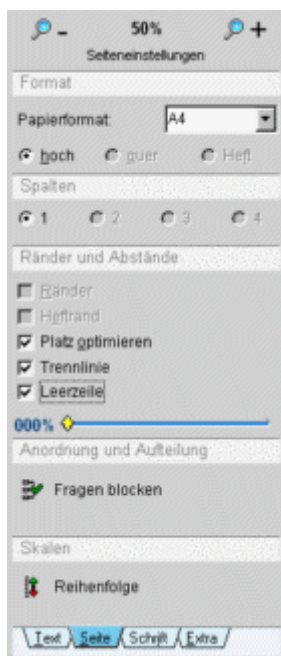 - 50% +
Seiteneinstellungen
Format
Papierformat: A4
hoch quer Heft
Spalten
1 2 3 4
Ränder und Abstände
Ränder
Heftrand
Platz optimieren
Trennlinie
Leerzeile
000%
Anordnung und Aufteilung
Fragen blocken
Skalen
Reihenfolge
Text Seite Schrift Extra